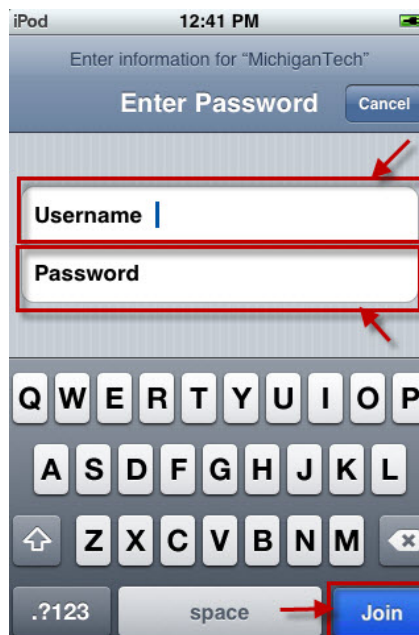 iPod 12:41 PM
Enter information for “MichiganTech”
Enter Password Cancel
Username
Password
Q W E R T Y U I O P
A S D F G H J K L
Z X C V B N M
.?123 space Join